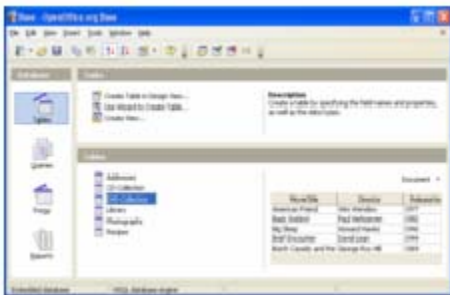 Base - OpenOffice.org Base
File Edit View Insert Tools Window Help
Database
Tables
Queries
Forms
Reports
Tasks
Create Table in Design View...
Use Wizard to Create Table...
Create View...
Description
Create a table by specifying the field names and properties,
as well as the data types.
Tables
Addresses
CD-Collection
DVD-Collection
Library
Photographs
Recipes
Document
MovieTitle Director
American Friend Wim Wenders 1977
Basic Instinct Paul Verhoeven 1992
Big Sleep Howard Hawks 1946
Brief Encounter David Lean
Butch Cassidy and the George Roy Hill 1969
Embedded database HSQL database engine